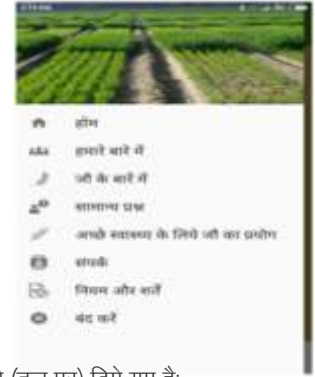 होम
हमारे बारे में
जौ के बारें में
सामान्य प्रश्न
अच्छे स्वास्थ्य के लिये जौ का प्रयोग
संपर्क
नियम और शर्तें
बंद करें